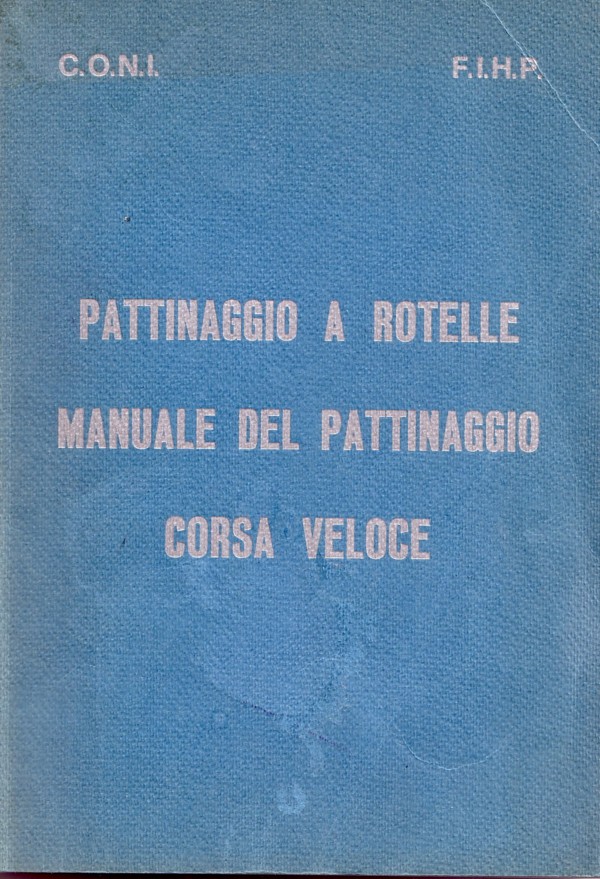 C.O.N.I. F.I.H.P.
PATTINAGGIO A ROTELLE
MANUALE DEL PATTINAGGIO
CORSA VELOCE